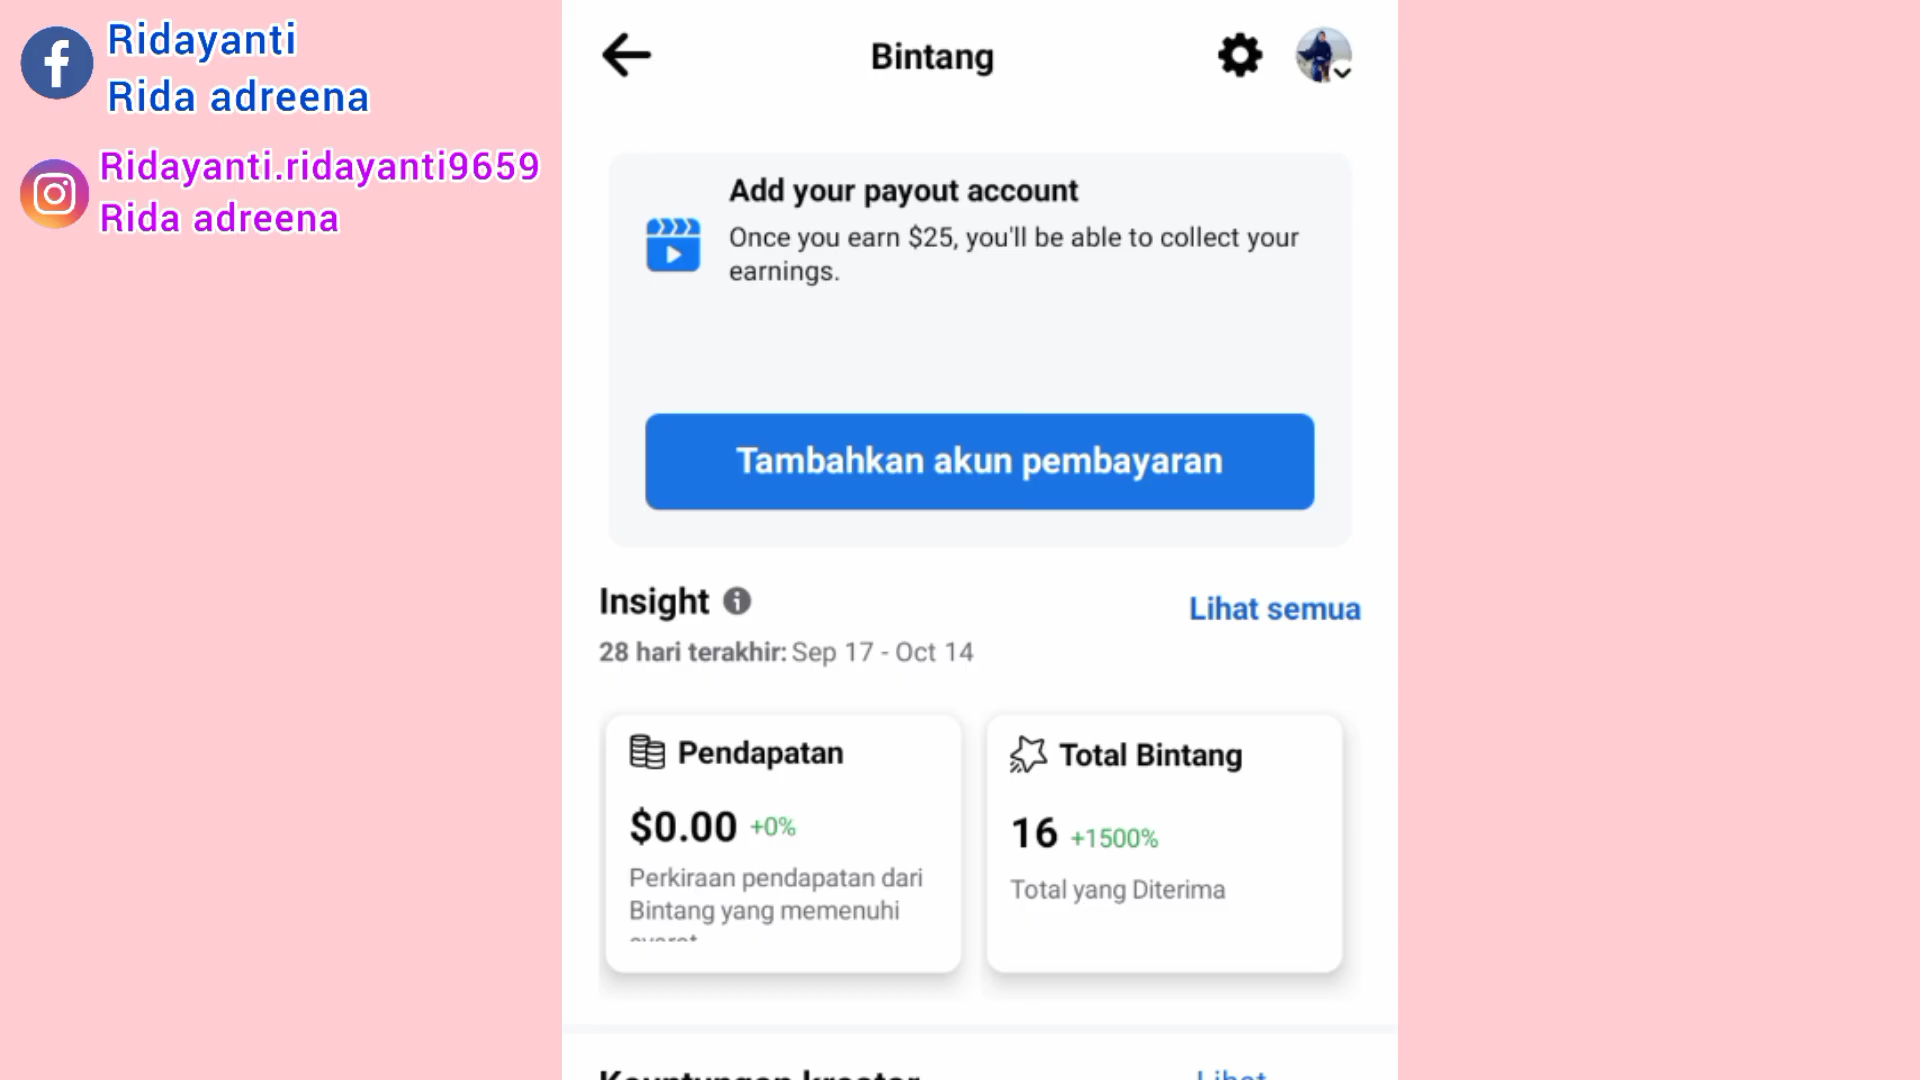 Ridayanti
Rida adreena
Ridayanti.ridayanti9659
Rida adreena
Bintang
Add your payout account
Once you earn $25, you'll be able to collect your
earnings.
Tambahkan akun pembayaran
Insight
Lihat semua
28 hari terakhir: Sep 17 - Oct 14
Pendapatan
$0.00 +0%
Perkiraan pendapatan dari
Bintang yang memenuhi
Total Bintang
16 +1500%
Total yang Diterima
Lihat